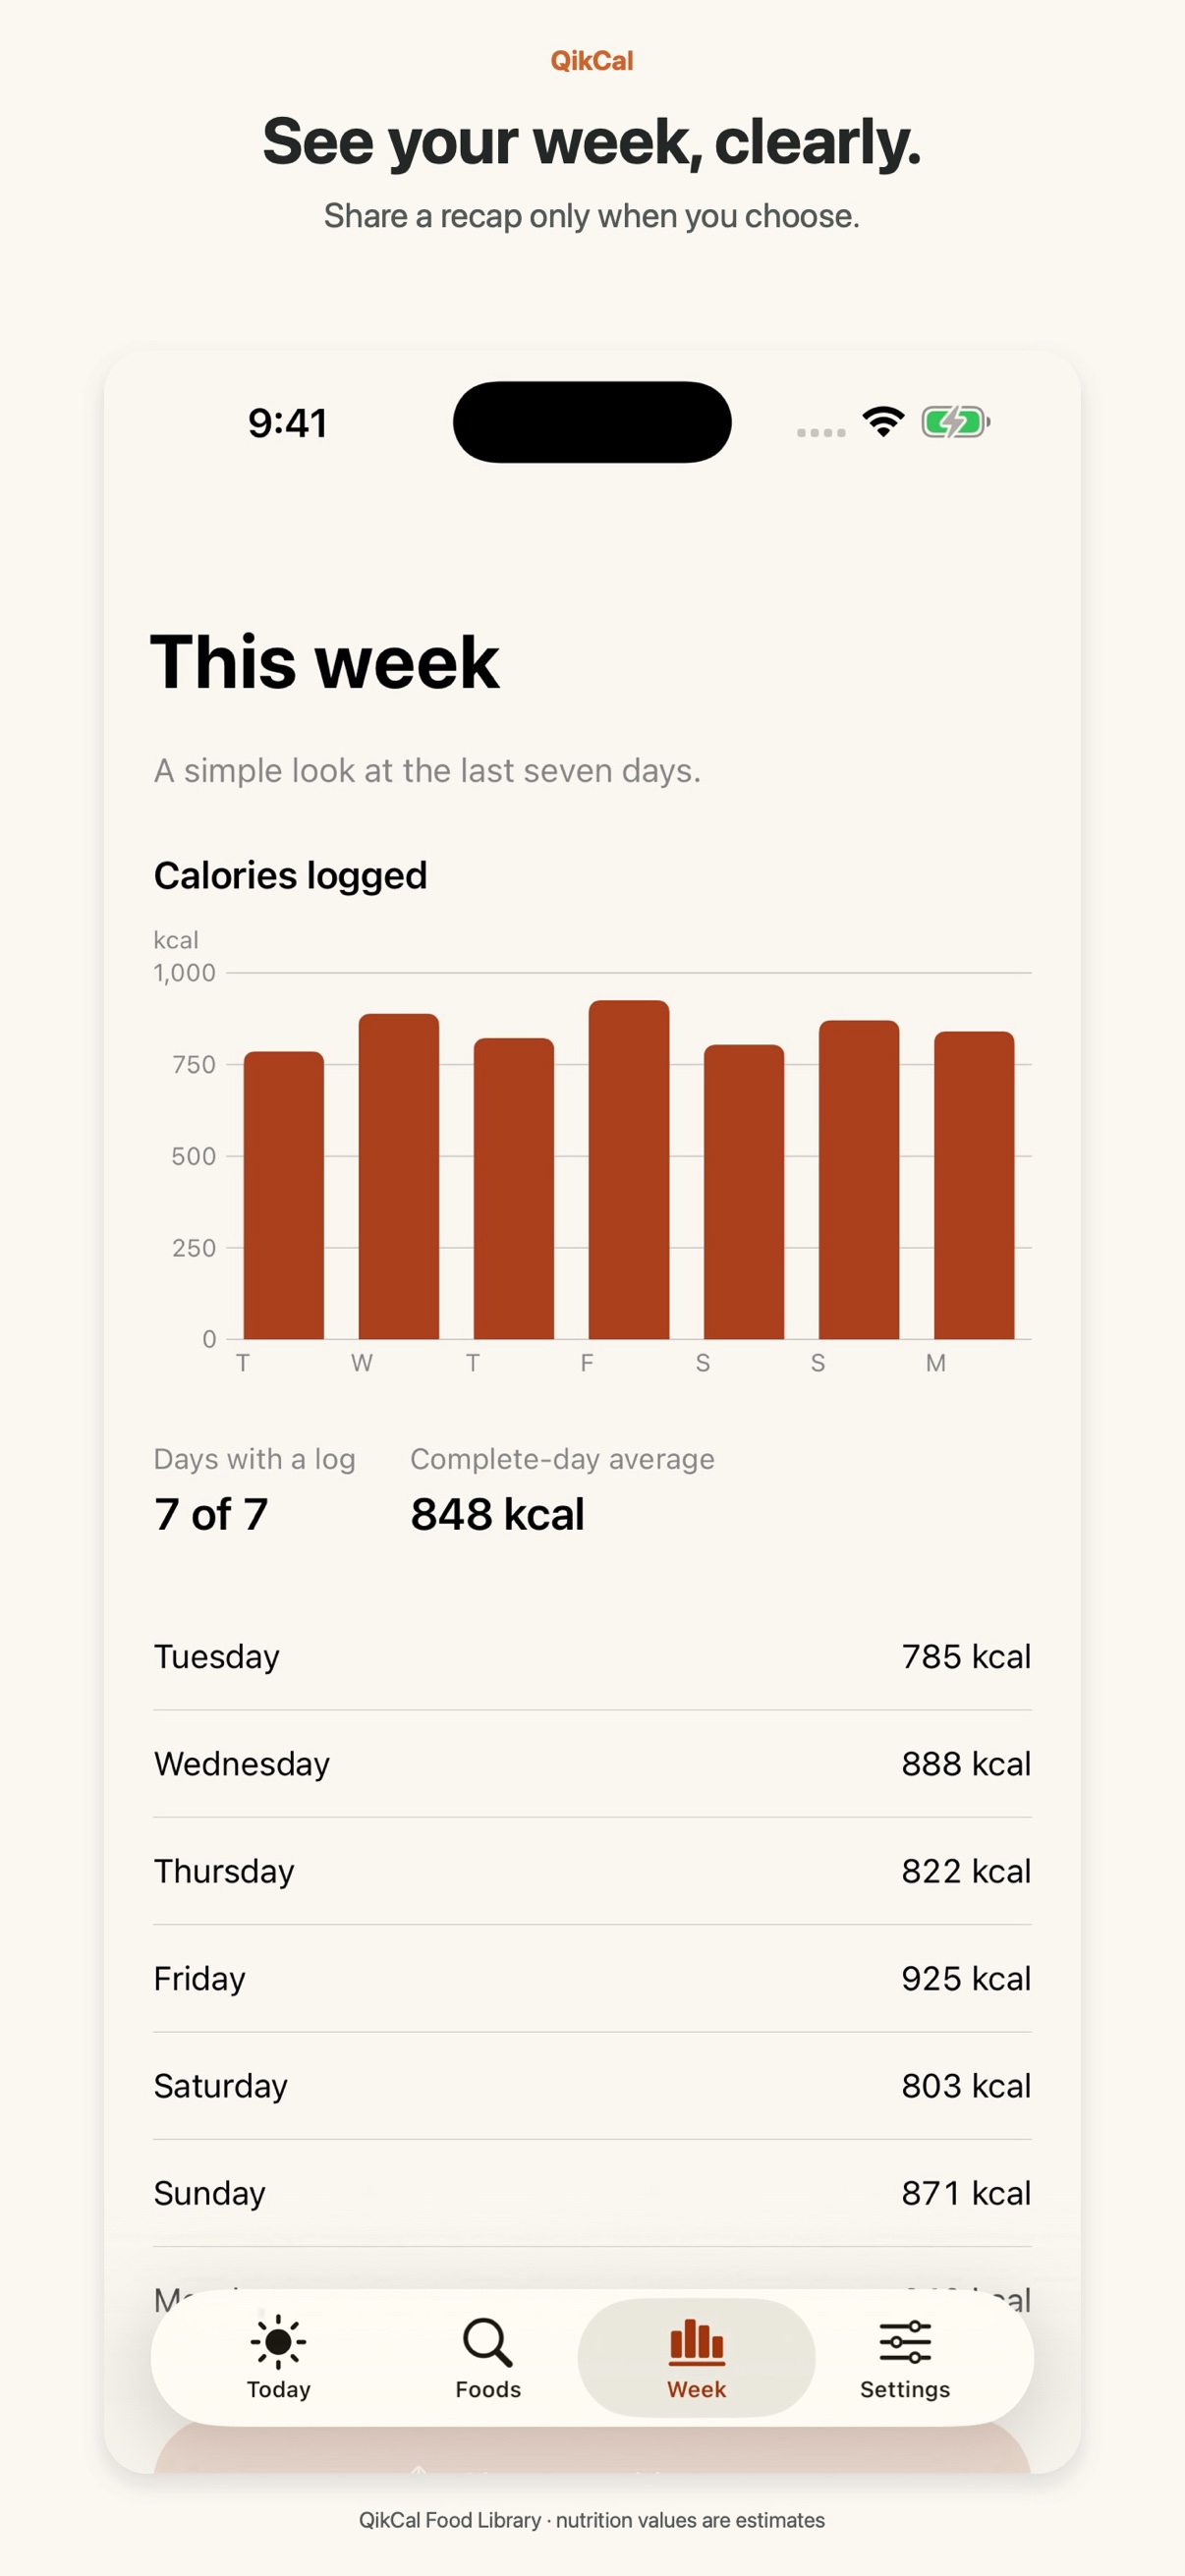 QikCal
See your week, clearly.
Share a recap only when you choose.
9:41
This week
A simple look at the last seven days.
Calories logged
kcal
1,000
750
500
250
0
T W T F S S M
Days with a log Complete-day average
7 of 7 848 kcal
Tuesday 785 kcal
Wednesday 888 kcal
Thursday 822 kcal
Friday 925 kcal
Saturday 803 kcal
Sunday 871 kcal
Today Foods Week Settings
QikCal Food Library · nutrition values are estimates